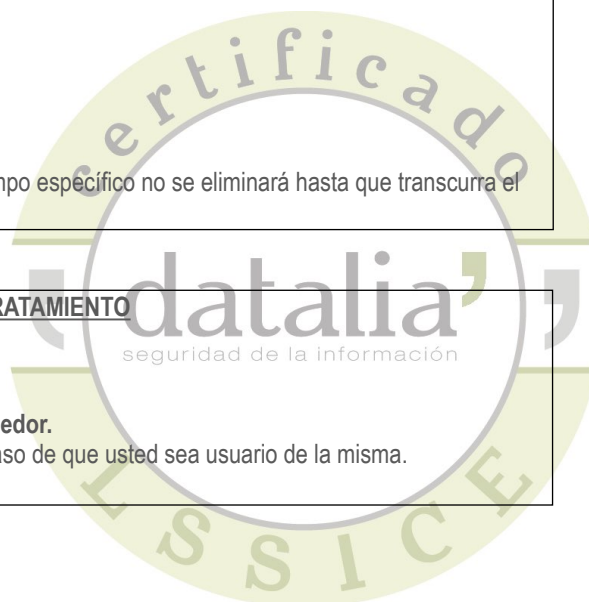 certificado
mpo específico no se eliminará hasta que transcurra el
RATAMIENTO
datalia
seguridad de la información
edor.
aso de que usted sea usuario de la misma.
LSSICE